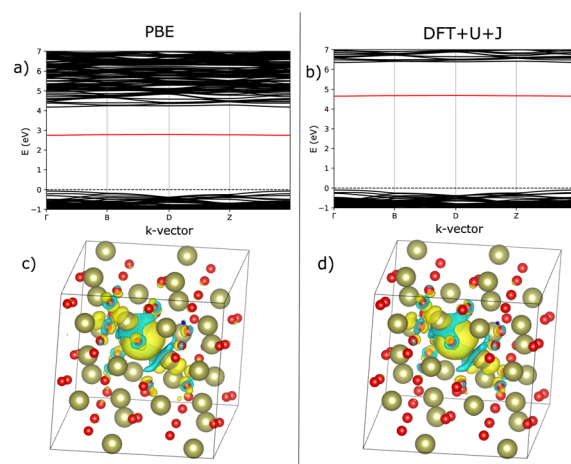 PBE
DFT+U+J
a)
7
6
5
4
3
2
1
0
−1
E (eV)
Γ
B
D
Z
k-vector
b)
7
6
5
4
3
2
1
0
−1
E (eV)
Γ
B
D
Z
k-vector
c)
d)